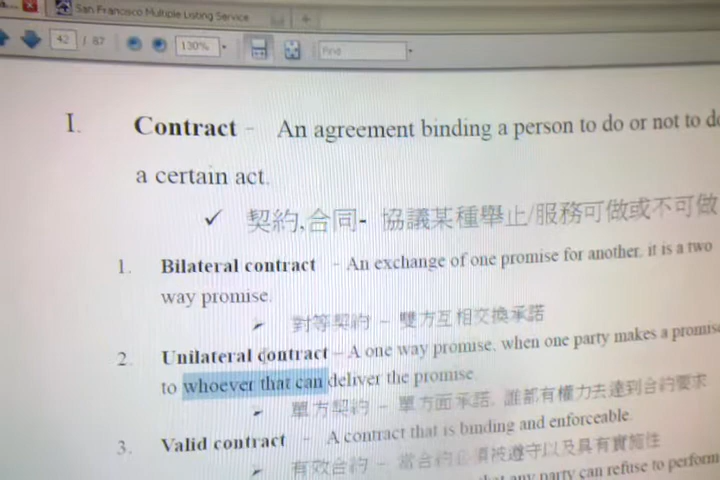 San Francisco Multiple Listing Service
42 / 87 130% Find
I. Contract - An agreement binding a person to do or not to do
a certain act.
✓ 契約,合同- 協議某種舉止/服務可做或不可做
1. Bilateral contract - An exchange of one promise for another, it is a two
way promise.
➢ 對等契約 - 雙方互相交換承諾
2. Unilateral contract - A one way promise, when one party makes a promise
to whoever that can deliver the promise.
➢ 單方契約 - 單方面承諾, 誰都有權力去達到合約要求
3. Valid contract - A contract that is binding and enforceable.
➢ 有效合約 - 當合約必須被遵守以及具有實施性
any party can refuse to perform